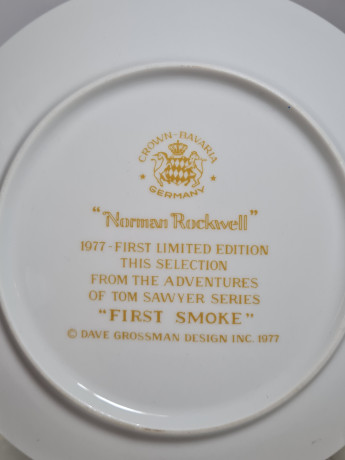 CROWN-BAVARIA
GERMANY
"Norman Rockwell"
1977 - FIRST LIMITED EDITION
THIS SELECTION
FROM THE ADVENTURES
OF TOM SAWYER SERIES
"FIRST SMOKE"
© DAVE GROSSMAN DESIGN INC. 1977